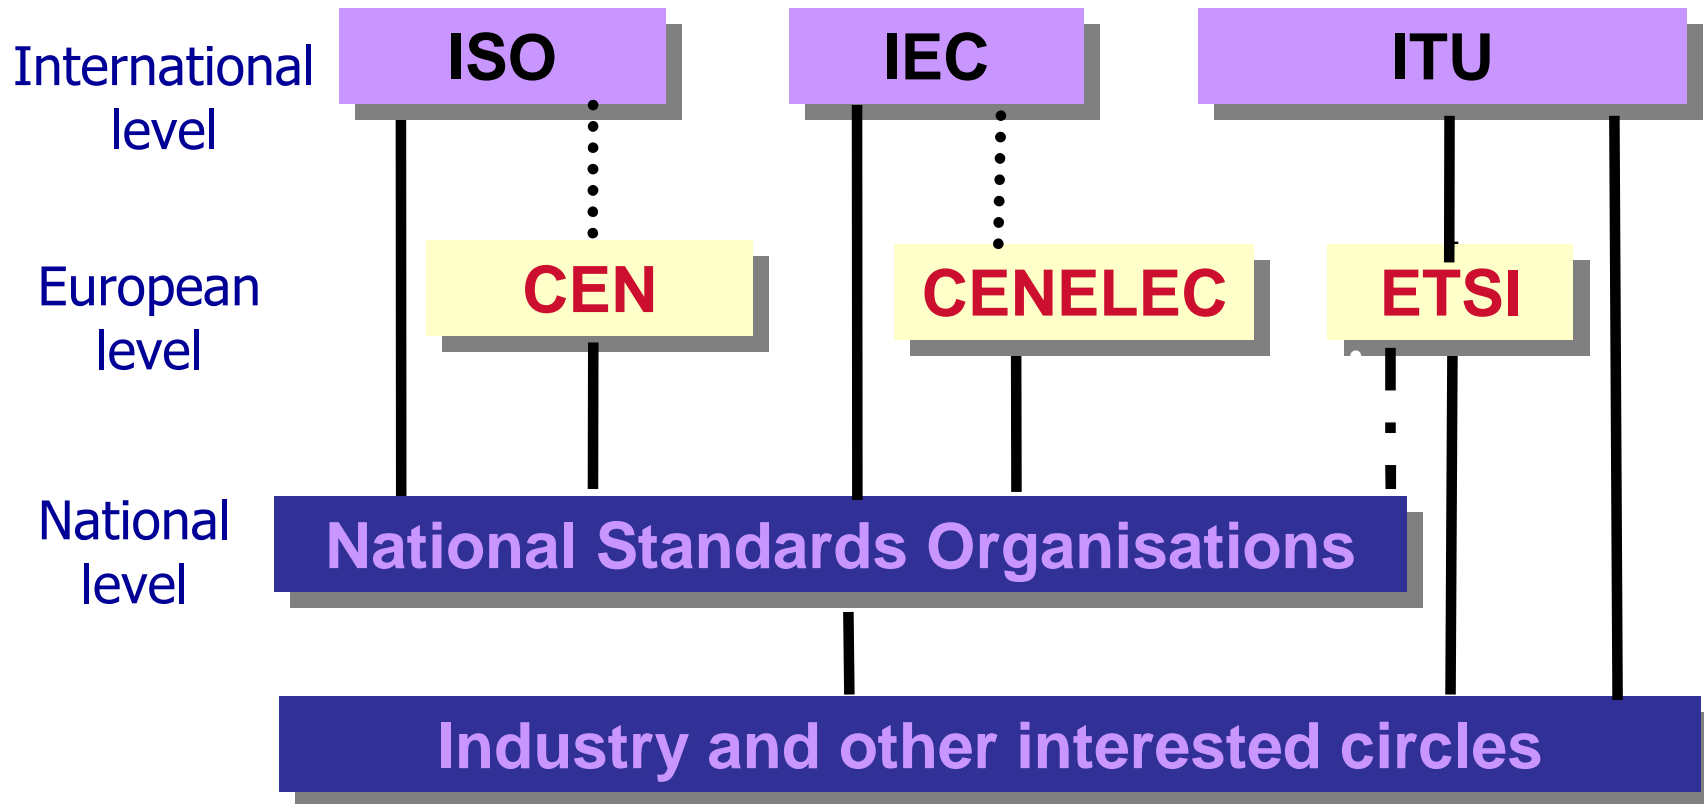 International
level
ISO
IEC
ITU
European
level
CEN
CENELEC
ETSI
National
level
National Standards Organisations
Industry and other interested circles